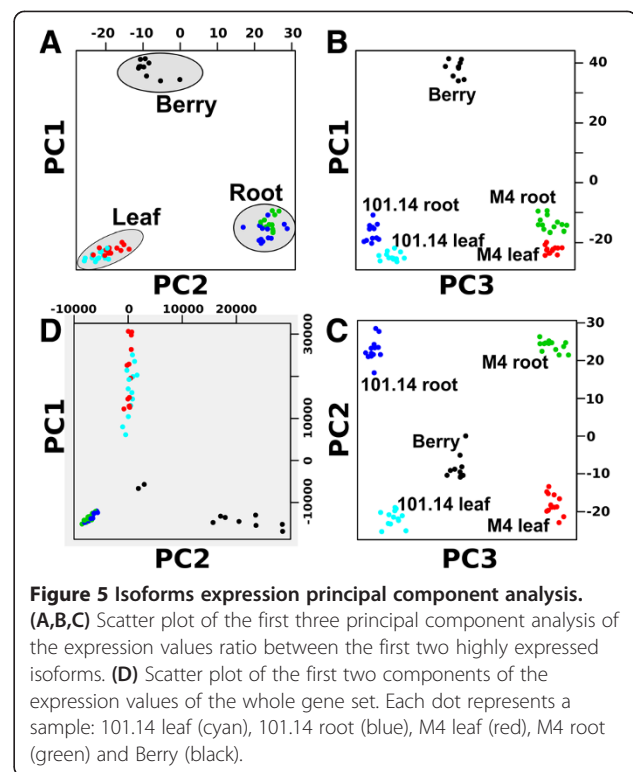 A
-20 -10 0 10 20 30
B
PC1
Berry
Leaf
Root
PC2
PC1
Berry
101.14 root
101.14 leaf
M4 root
M4 leaf
40
20
0
-20
PC3
D
-10000 0 10000 20000
PC1
30000
10000
0
-10000
PC2
C
PC2
101.14 root
M4 root
Berry
101.14 leaf
M4 leaf
30
20
0
-10
-20
PC3
Figure 5 Isoforms expression principal component analysis.
(A,B,C) Scatter plot of the first three principal component analysis of
the expression values ratio between the first two highly expressed
isoforms. (D) Scatter plot of the first two components of the
expression values of the whole gene set. Each dot represents a
sample: 101.14 leaf (cyan), 101.14 root (blue), M4 leaf (red), M4 root
(green) and Berry (black).